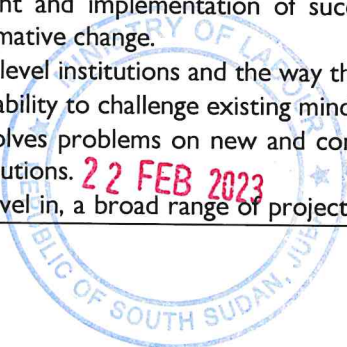 nt and implementation of succ
mative change.
level institutions and the way th
ability to challenge existing mind
olves problems on new and con
utions.
vel in, a broad range of project
22 FEB 2023
MINISTRY OF LABOUR
REPUBLIC OF SOUTH SUDAN, JUBA